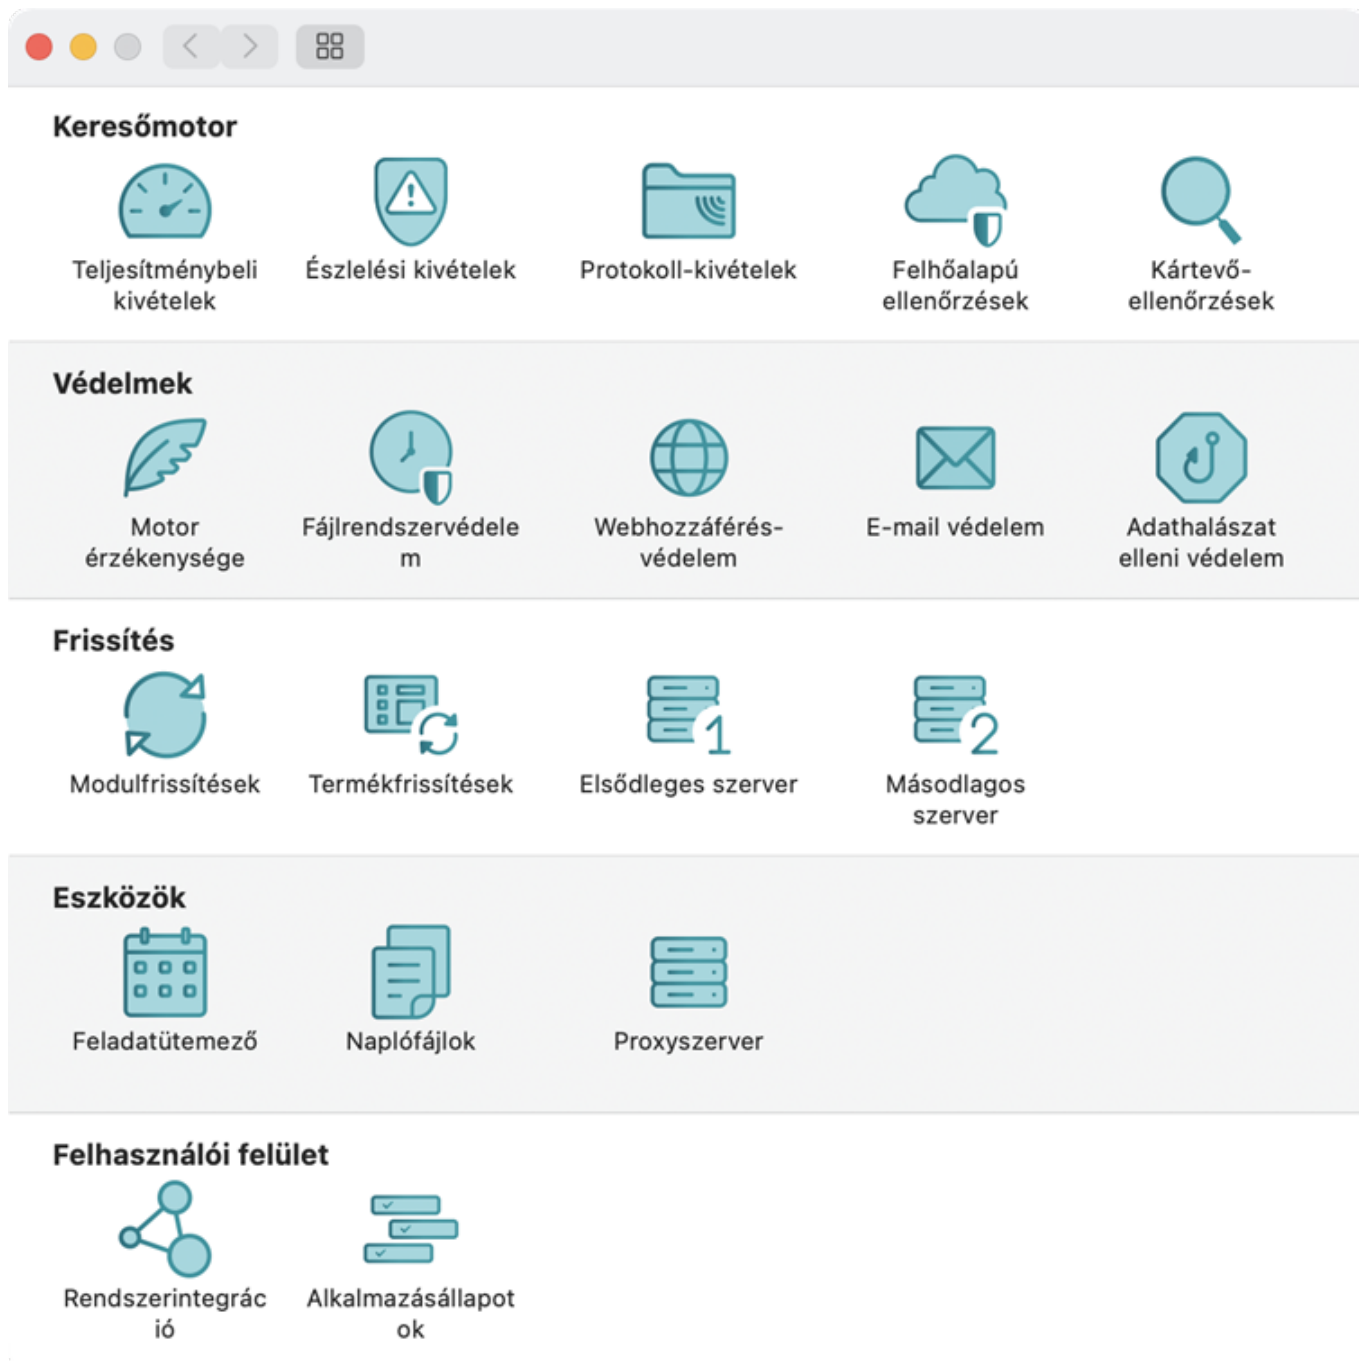 Keresőmotor
Teljesítménybeli
kivételek
Észlelési kivételek
Protokoll-kivételek
Felhőalapú
ellenőrzések
Kártevő-
ellenőrzések
Védelmek
Motor
érzékenysége
Fájlrendszervédele
m
Webhozzáférés-
védelem
E-mail védelem
Adathalászat
elleni védelem
Frissítés
1
2
Modulfrissítések
Termékfrissítések
Elsődleges szerver
Másodlagos
szerver
Eszközök
Feladatütemező
Naplófájlok
Proxyszerver
Felhasználói felület
Rendszerintegrác
ió
Alkalmazásállapot
ok